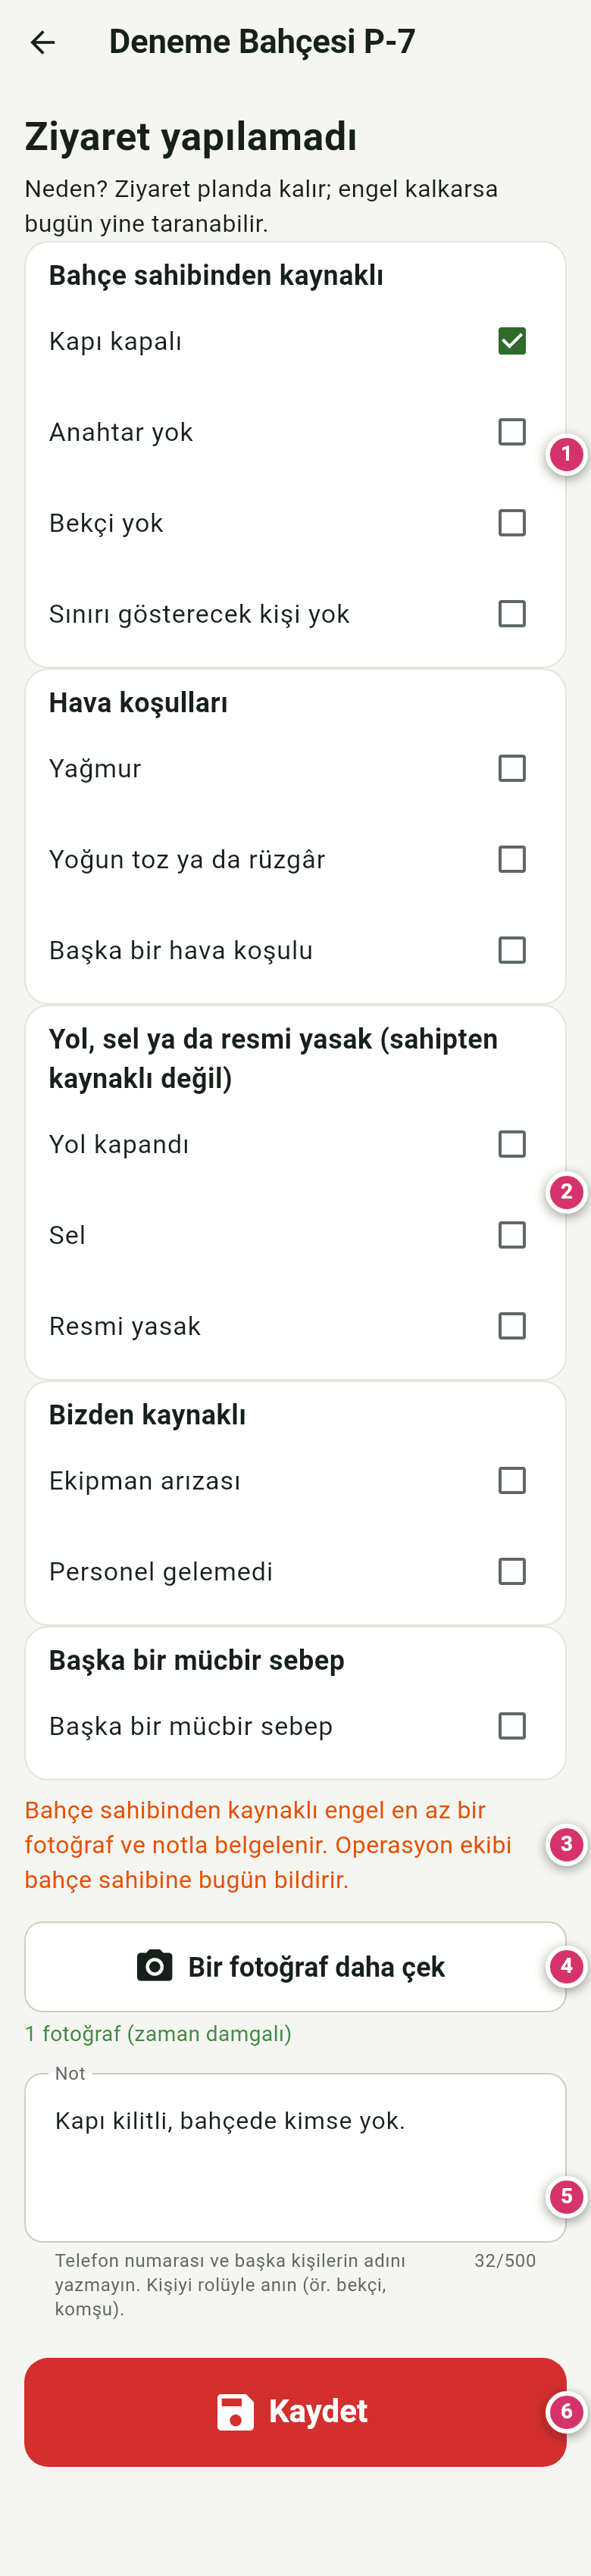 Deneme Bahçesi P-7
Ziyaret yapılamadı
Neden? Ziyaret planda kalır; engel kalkarsa
bugün yine taranabilir.
Bahçe sahibinden kaynaklı
Kapı kapalı
Anahtar yok
1
Bekçi yok
Sınırı gösterecek kişi yok
Hava koşulları
Yağmur
Yoğun toz ya da rüzgâr
Başka bir hava koşulu
Yol, sel ya da resmi yasak (sahipten
kaynaklı değil)
Yol kapandı
2
Sel
Resmi yasak
Bizden kaynaklı
Ekipman arızası
Personel gelemedi
Başka bir mücbir sebep
Başka bir mücbir sebep
Bahçe sahibinden kaynaklı engel en az bir
fotoğraf ve notla belgelenir. Operasyon ekibi
3
bahçe sahibine bugün bildirir.
Bir fotoğraf daha çek
4
1 fotoğraf (zaman damgalı)
Not
Kapı kilitli, bahçede kimse yok.
5
Telefon numarası ve başka kişilerin adını
32/500
yazmayın. Kişiyi rolüyle anın (ör. bekçi,
komşu).
Kaydet
6